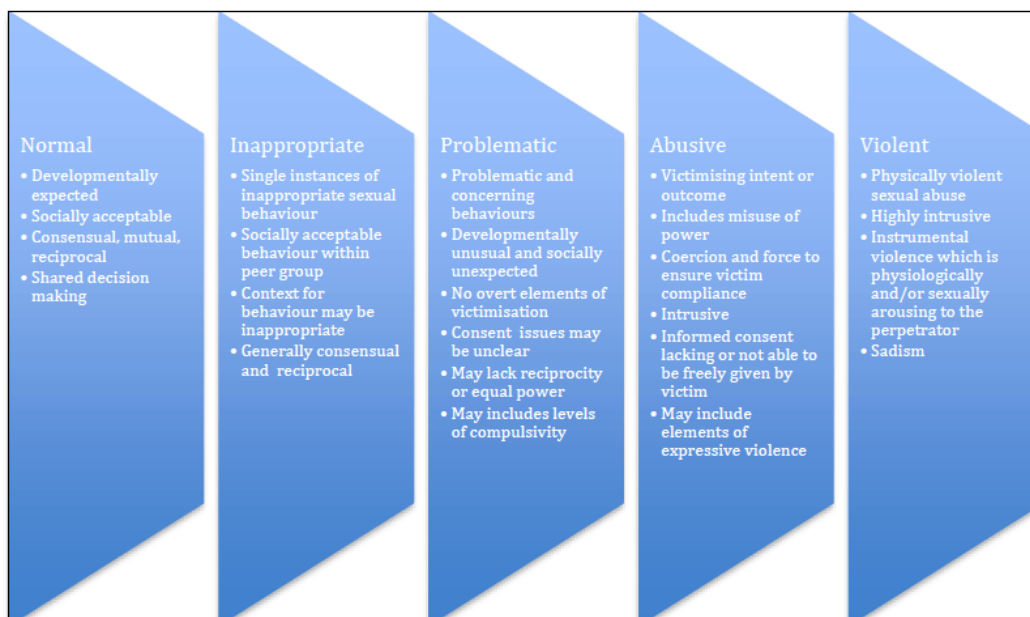 Normal
• Developmentally
expected
• Socially acceptable
• Consensual, mutual,
reciprocal
• Shared decision
making
Inappropriate
• Single instances of
inappropriate sexual
behaviour
• Socially acceptable
behaviour within
peer group
• Context for
behaviour may be
inappropriate
• Generally consensual
and reciprocal
Problematic
• Problematic and
concerning
behaviours
• Developmentally
unusual and socially
unexpected
• No overt elements of
victimisation
• Consent issues may
be unclear
• May lack reciprocity
or equal power
• May includes levels
of compulsivity
Abusive
• Victimising intent or
outcome
• Includes misuse of
power
• Coercion and force to
ensure victim
compliance
• Intrusive
• Informed consent
lacking or not able to
be freely given by
victim
• May include
elements of
expressive violence
Violent
• Physically violent
sexual abuse
• Highly intrusive
• Instrumental
violence which is
physiologically
and/or sexually
arousing to the
perpetrator
• Sadism